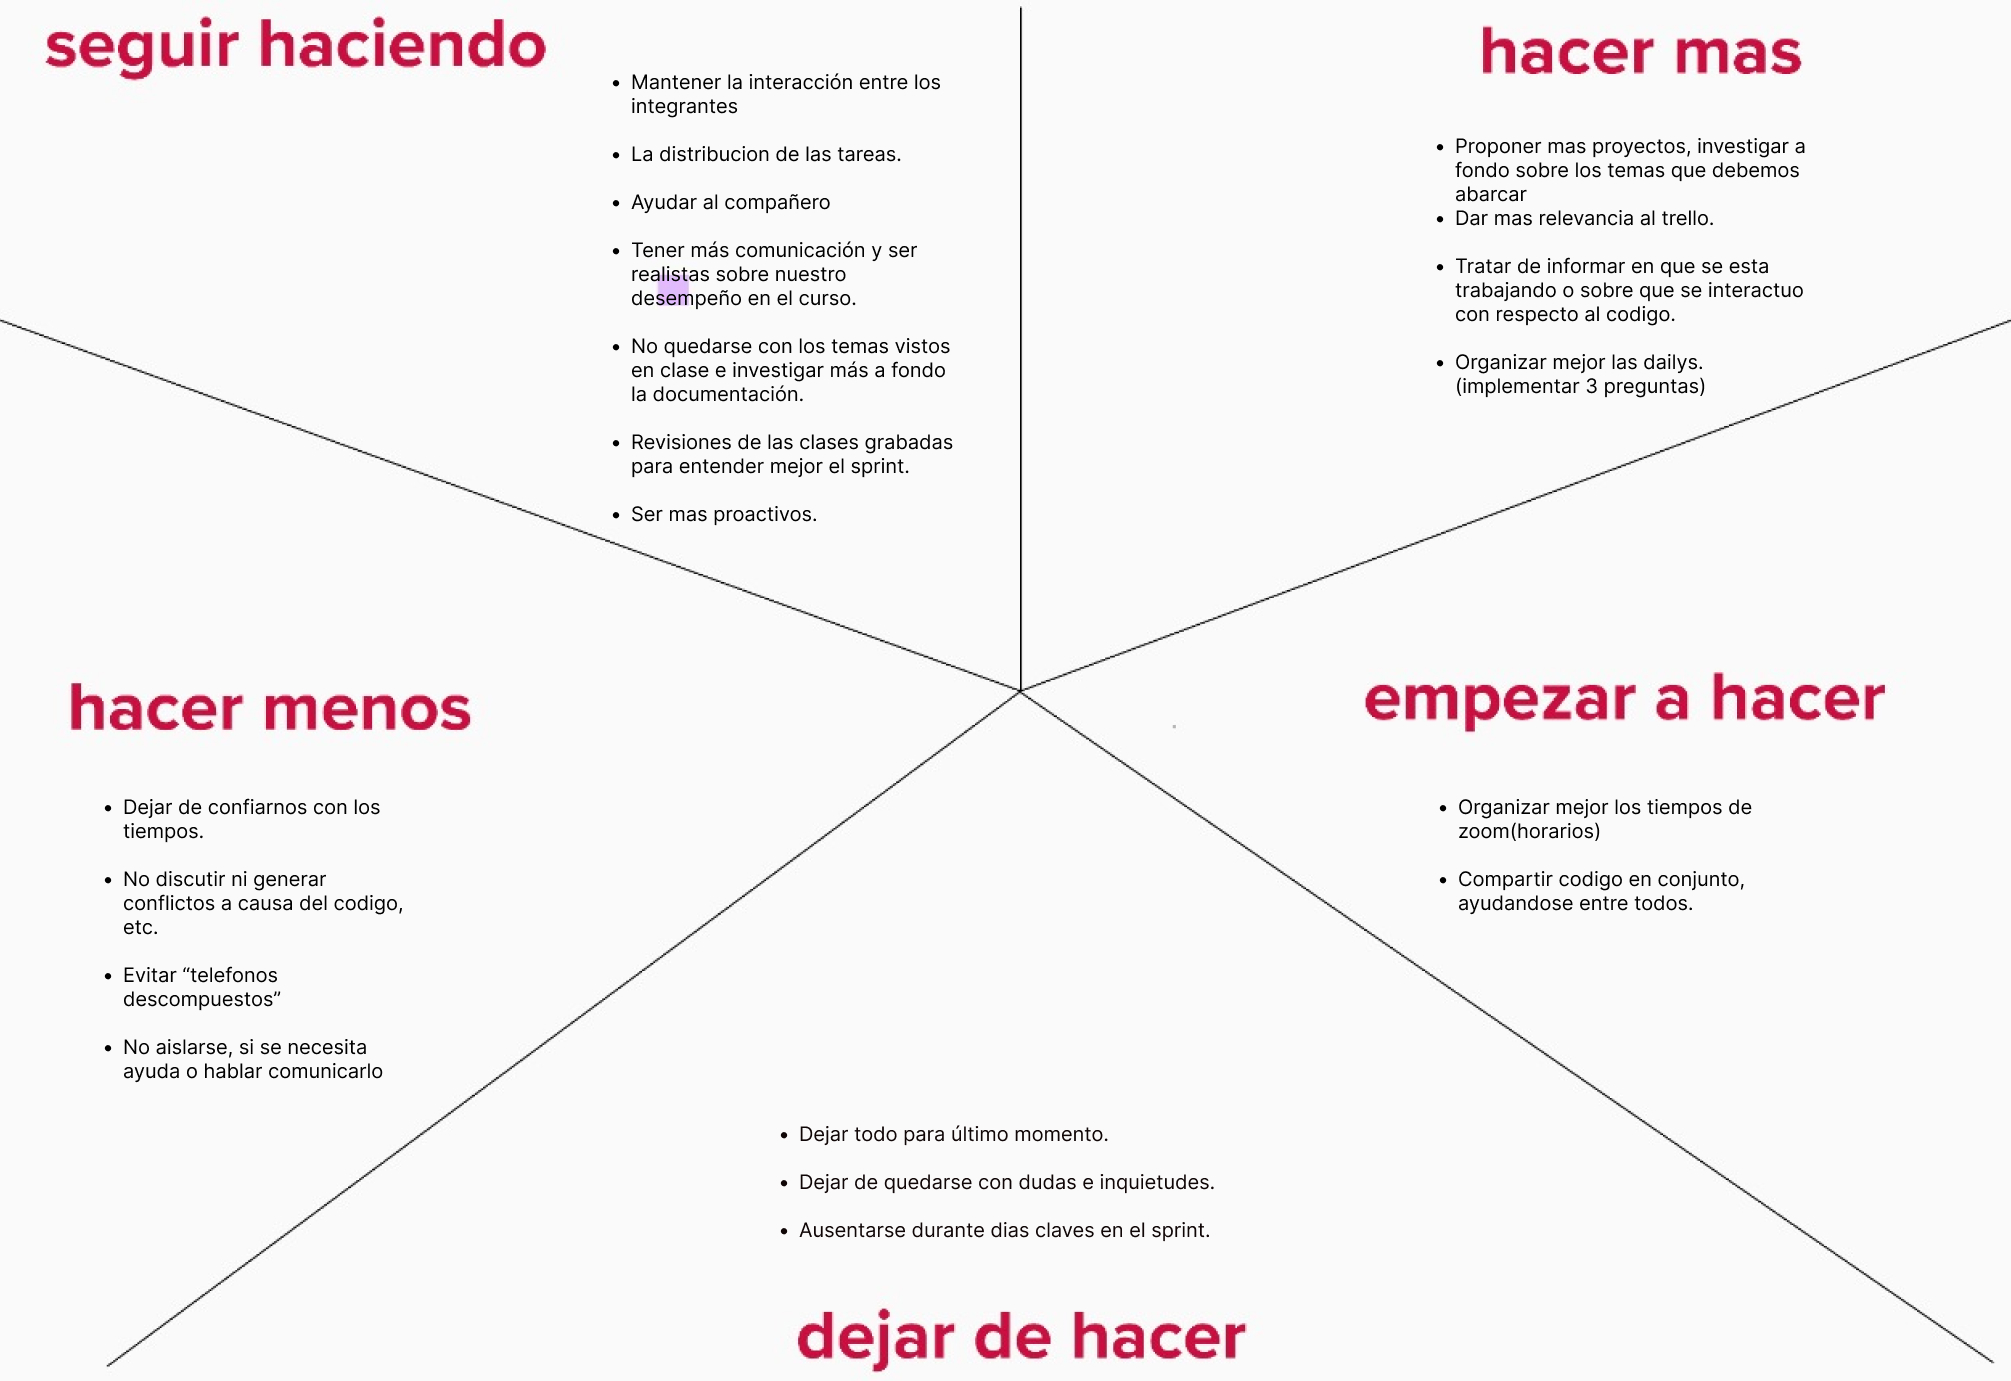 seguir haciendo
• Mantener la interacción entre los
integrantes
• La distribucion de las tareas.
• Ayudar al compañero
• Tener más comunicación y ser
realistas sobre nuestro
desempeño en el curso.
• No quedarse con los temas vistos
en clase e investigar más a fondo
la documentación.
• Revisiones de las clases grabadas
para entender mejor el sprint.
• Ser mas proactivos.
hacer mas
• Proponer mas proyectos, investigar a
fondo sobre los temas que debemos
abarcar
• Dar mas relevancia al trello.
• Tratar de informar en que se esta
trabajando o sobre que se interactuo
con respecto al codigo.
• Organizar mejor las dailys.
(implementar 3 preguntas)
hacer menos
• Dejar de confiarnos con los
tiempos.
• No discutir ni generar
conflictos a causa del codigo,
etc.
• Evitar “telefonos
descompuestos”
• No aislarse, si se necesita
ayuda o hablar comunicarlo
empezar a hacer
• Organizar mejor los tiempos de
zoom(horarios)
• Compartir codigo en conjunto,
ayudandose entre todos.
• Dejar todo para último momento.
• Dejar de quedarse con dudas e inquietudes.
• Ausentarse durante dias claves en el sprint.
dejar de hacer